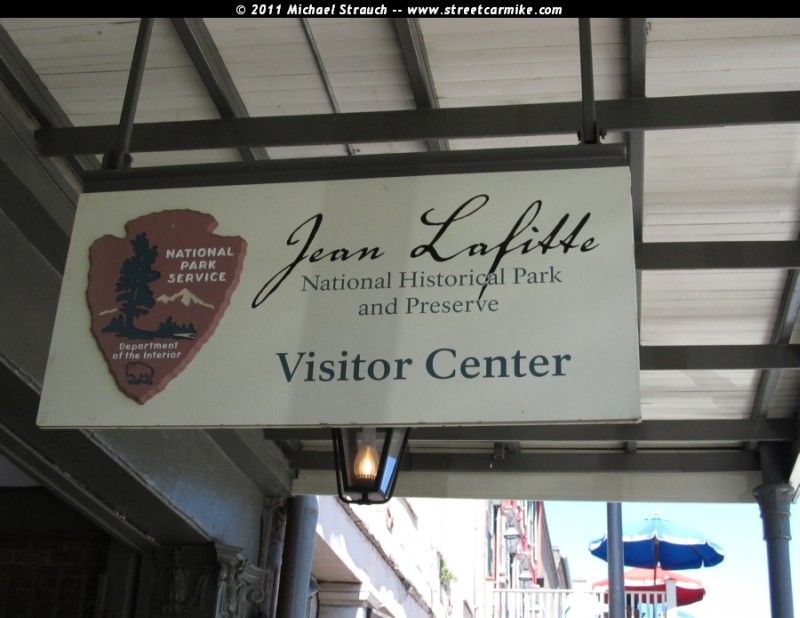 © 2011 Michael Strauch -- www.streetcarmike.com
NATIONAL
PARK
SERVICE
Department
of the Interior
Jean Lafitte
National Historical Park
and Preserve
Visitor Center